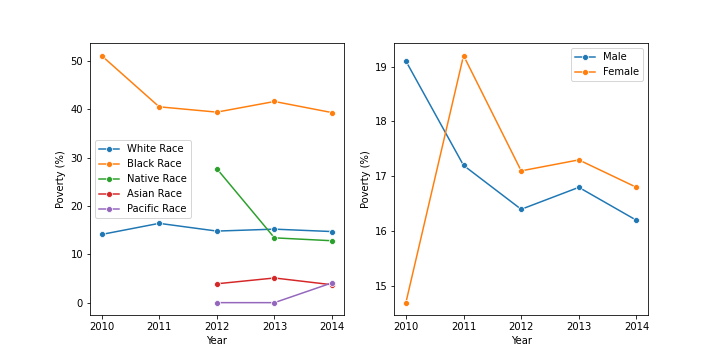 50
40
30
20
10
0
Poverty (%)
White Race
Black Race
Native Race
Asian Race
Pacific Race
2010 2011 2012 2013 2014
Year
19
18
17
16
15
Poverty (%)
Male
Female
2010 2011 2012 2013 2014
Year